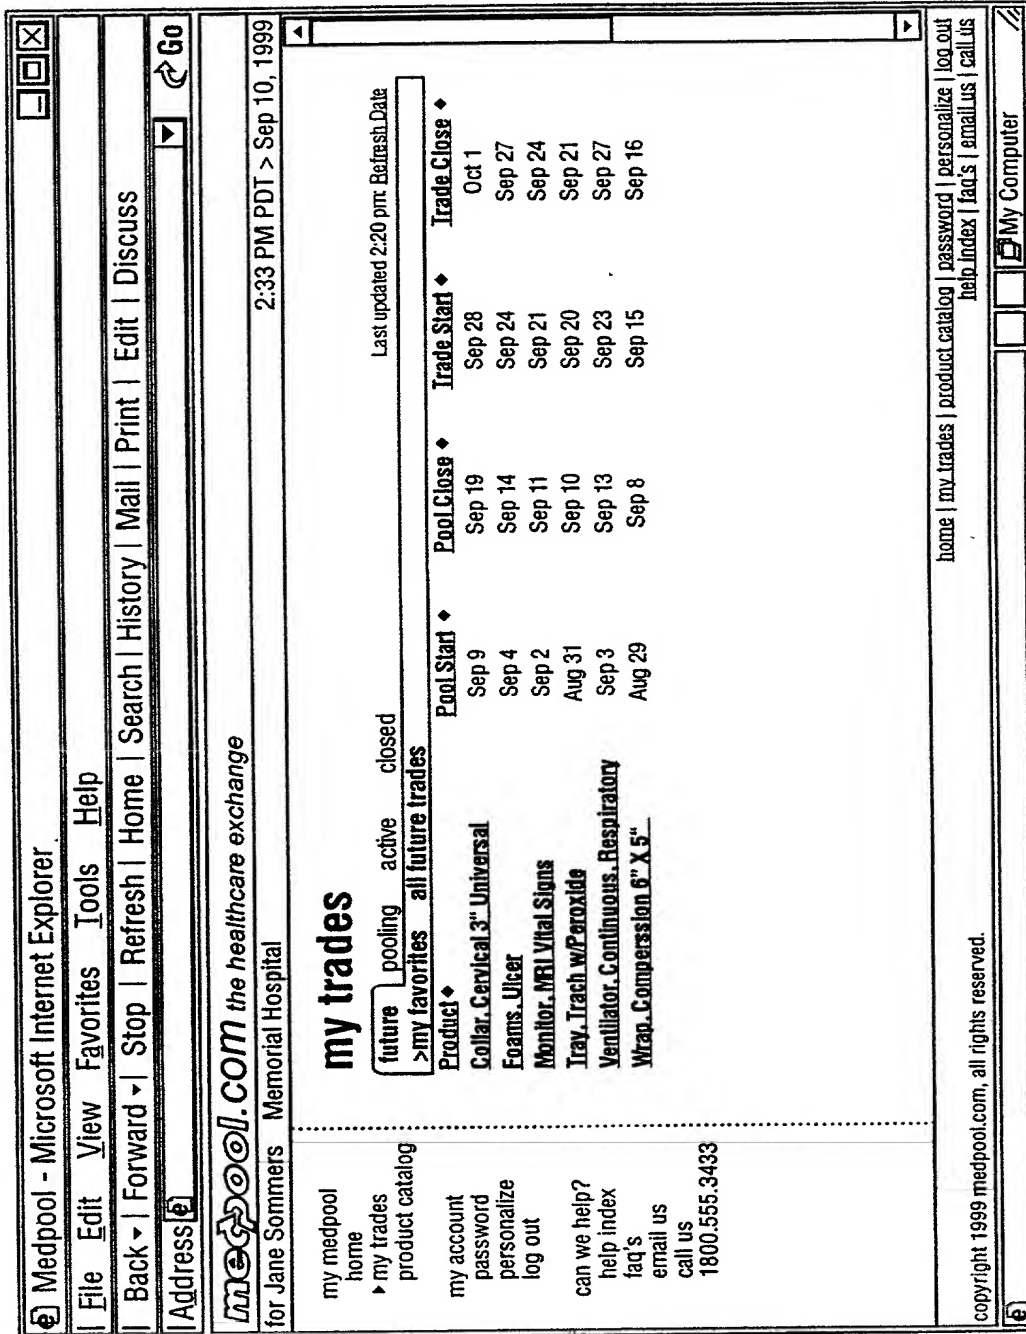 Medpool - Microsoft Internet Explorer
File Edit View Favorites Tools Help
Back | Forward | Stop | Refresh | Home | Search | History | Mail | Print | Edit | Discuss
Address Go
medpool.com the healthcare exchange
for Jane Sommers Memorial Hospital 2:33 PM PDT > Sep 10, 1999
my medpool
home
my trades
product catalog
my account
password
personalize
log out
can we help?
help index
faq's
email us
call us
1800.555.3433
my trades
Last updated 2:20 pm: Refresh Date
future pooling active closed
>my favorites all future trades
Product Pool Start Pool Close Trade Start Trade Close
Collar, Cervical 3" Universal Sep 9 Sep 19 Sep 28 Oct 1
Foams, Ulcer Sep 4 Sep 14 Sep 24 Sep 27
Monitor, MRI Vital Signs Sep 2 Sep 11 Sep 21 Sep 24
Tray, Trach w/Peroxide Aug 31 Sep 10 Sep 20 Sep 21
Ventiliator, Continuous, Respiratory Sep 3 Sep 13 Sep 23 Sep 27
Wrap, Comperssion 6" X 5" Aug 29 Sep 8 Sep 15 Sep 16
home | my trades | product catalog | password | personalize | log out
help index | faq's | email us | call us
copyright 1999 medpool.com, all rights reserved.
My Computer